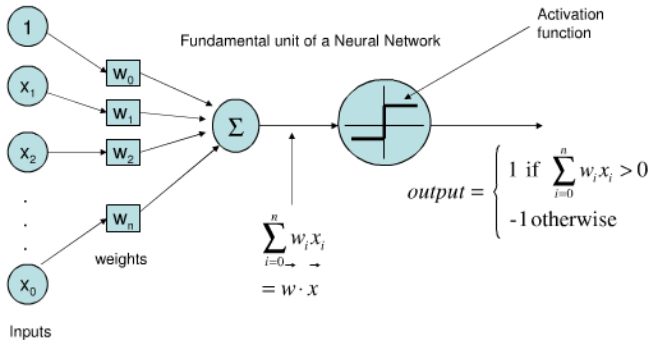 Fundamental unit of a Neural Network
Activation
function
1
x1
x2
.
.
.
x0
Inputs
w0
w1
w2
wn
weights
Σ
n
∑ wᵢxᵢ
i=0
= w · x
output = { 1 if ∑ⁿᵢ₌₀ wᵢxᵢ > 0
-1 otherwise